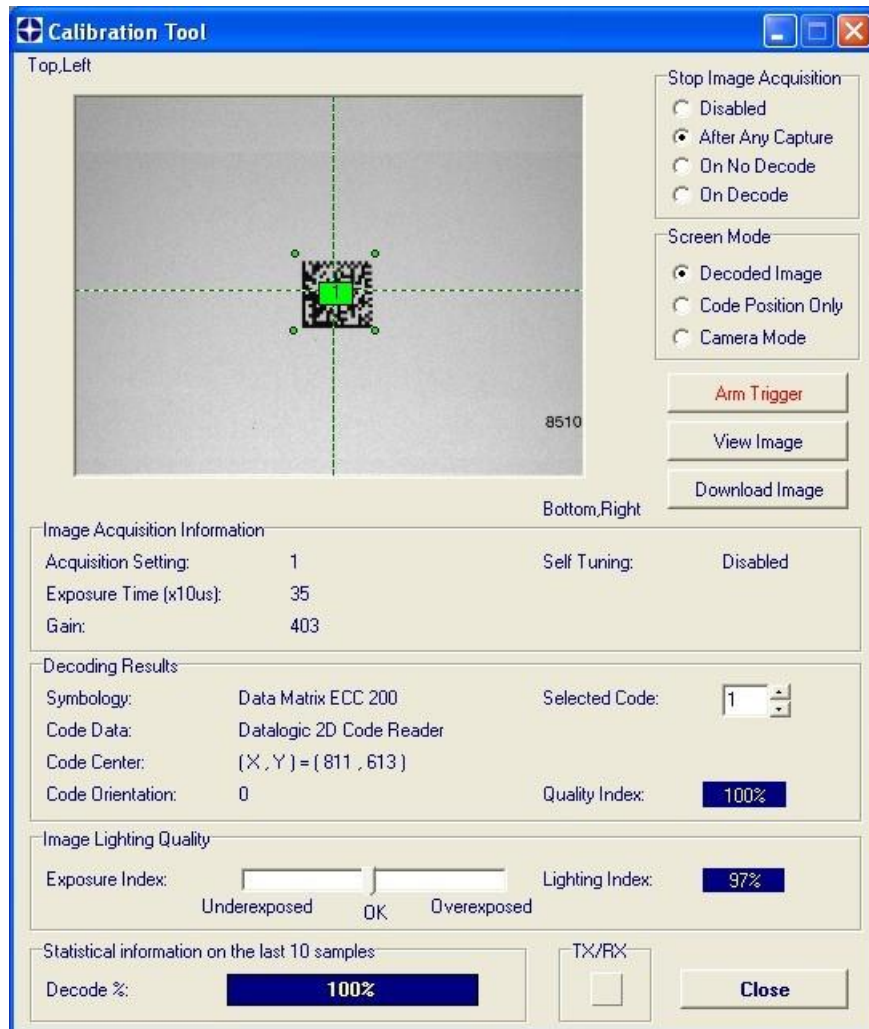 Calibration Tool
Top,Left
1
8510
Bottom,Right
Stop Image Acquisition
Disabled
After Any Capture
On No Decode
On Decode
Screen Mode
Decoded Image
Code Position Only
Camera Mode
Arm Trigger
View Image
Download Image
Image Acquisition Information
Acquisition Setting: 1 Self Tuning: Disabled
Exposure Time (x10us): 35
Gain: 403
Decoding Results
Symbology: Data Matrix ECC 200 Selected Code: 1
Code Data: Datalogic 2D Code Reader
Code Center: ( X , Y ) = ( 811 , 613 )
Code Orientation: 0 Quality Index: 100%
Image Lighting Quality
Exposure Index: Lighting Index: 97%
Underexposed OK Overexposed
Statistical information on the last 10 samples
Decode %: 100%
TX/RX
Close